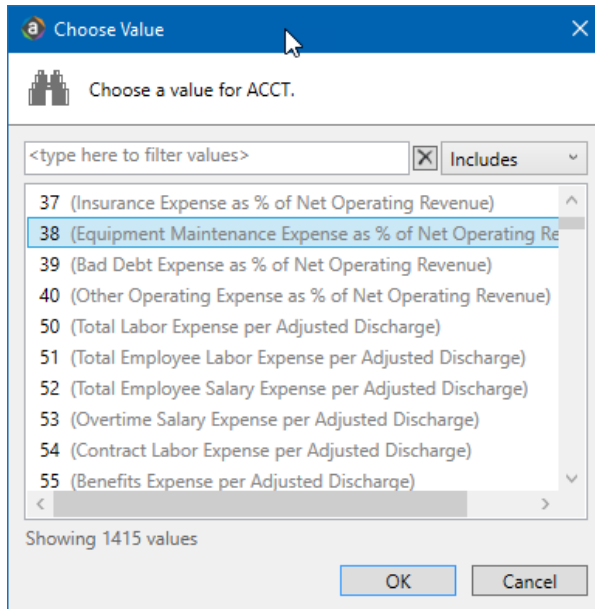 Choose Value
Choose a value for ACCT.
<type here to filter values>
Includes
37 (Insurance Expense as % of Net Operating Revenue)
38 (Equipment Maintenance Expense as % of Net Operating Re
39 (Bad Debt Expense as % of Net Operating Revenue)
40 (Other Operating Expense as % of Net Operating Revenue)
50 (Total Labor Expense per Adjusted Discharge)
51 (Total Employee Labor Expense per Adjusted Discharge)
52 (Total Employee Salary Expense per Adjusted Discharge)
53 (Overtime Salary Expense per Adjusted Discharge)
54 (Contract Labor Expense per Adjusted Discharge)
55 (Benefits Expense per Adjusted Discharge)
Showing 1415 values
OK
Cancel